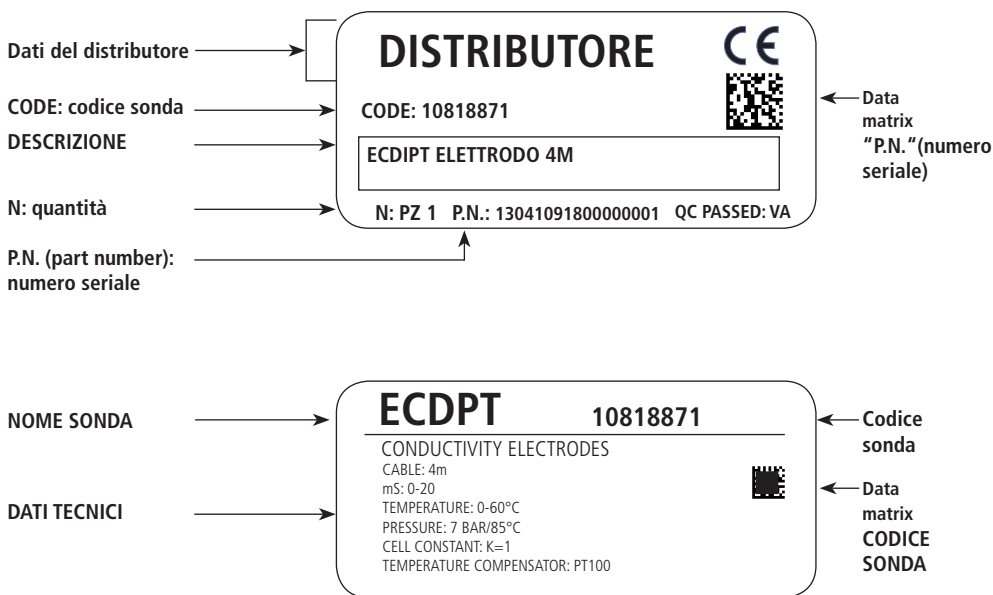 Dati del distributore
DISTRIBUTORE
CE
CODE: codice sonda
CODE: 10818871
Data
matrix
“P.N.“(numero
seriale)
DESCRIZIONE
ECDIPT ELETTRODO 4M
N: quantità
N: PZ 1 P.N.: 13041091800000001 QC PASSED: VA
P.N. (part number):
numero seriale
NOME SONDA
ECDPT 10818871
Codice
sonda
CONDUCTIVITY ELECTRODES
CABLE: 4m
mS: 0-20
TEMPERATURE: 0-60°C
PRESSURE: 7 BAR/85°C
CELL CONSTANT: K=1
TEMPERATURE COMPENSATOR: PT100
DATI TECNICI
Data
matrix
CODICE
SONDA